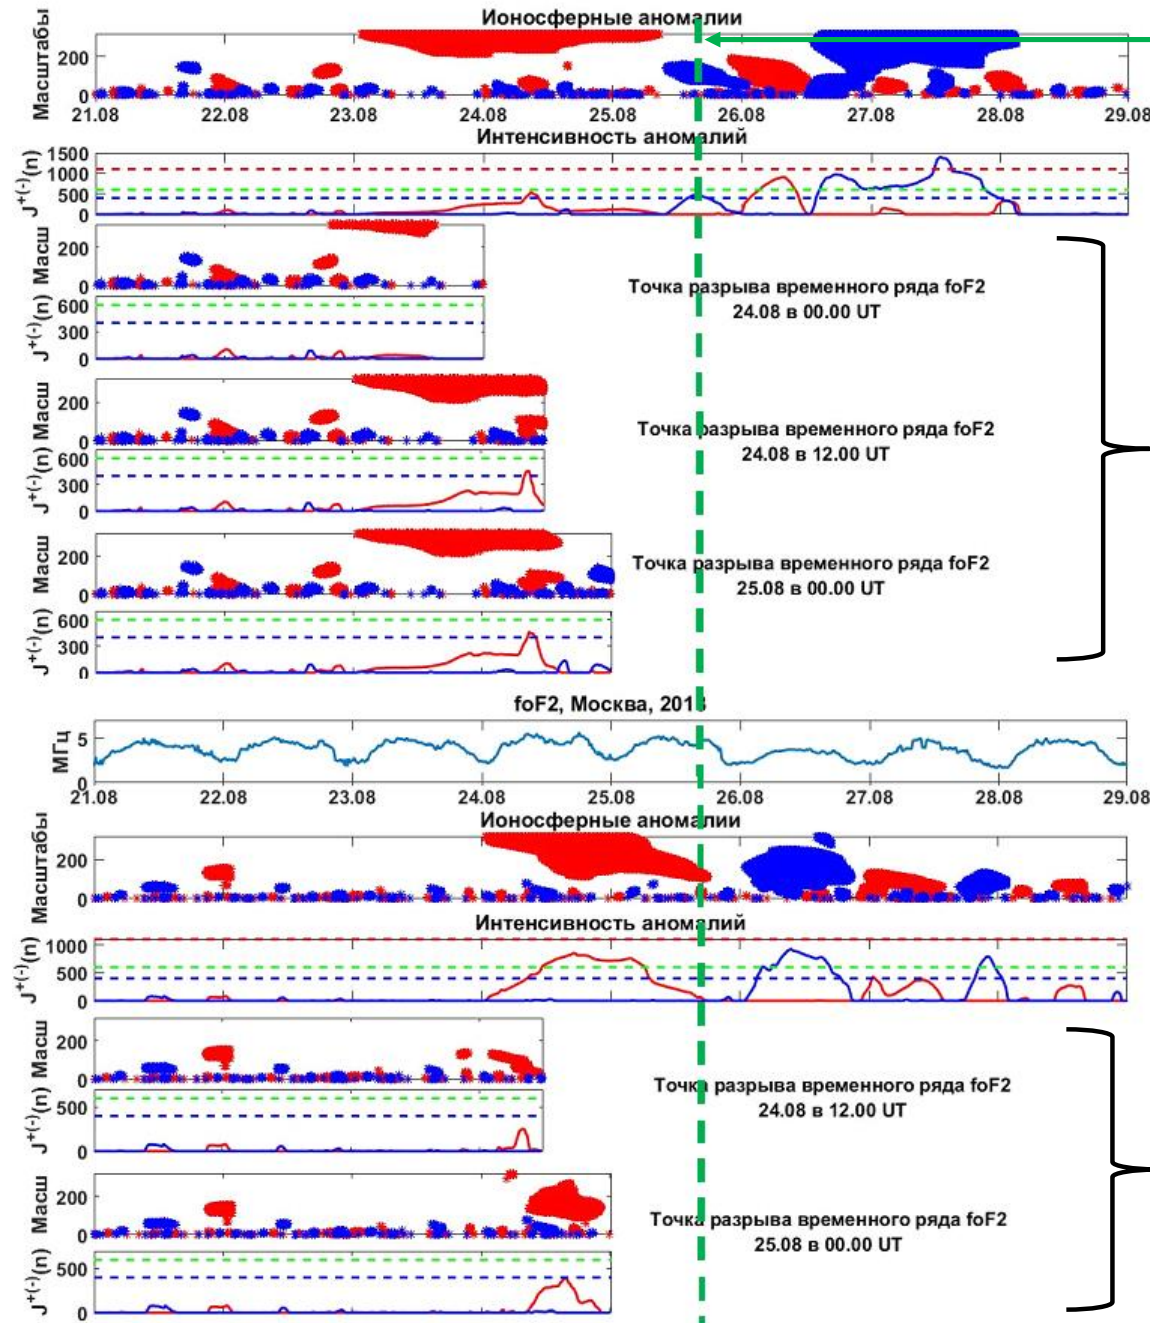 Ионосферные аномалии
Масштабы
200
0
21.08 22.08 23.08 24.08 25.08 26.08 27.08 28.08 29.08
Интенсивность аномалий
J⁺⁽⁻⁾(n)
1500
1000
500
0
Масш
200
0
Точка разрыва временного ряда foF2
24.08 в 00.00 UT
J⁺⁽⁻⁾(n)
600
300
0
Масш
200
0
Точка разрыва временного ряда foF2
24.08 в 12.00 UT
J⁺⁽⁻⁾(n)
600
300
0
Масш
200
0
Точка разрыва временного ряда foF2
25.08 в 00.00 UT
J⁺⁽⁻⁾(n)
600
300
0
foF2, Москва, 2018
МГц
5
0
21.08 22.08 23.08 24.08 25.08 26.08 27.08 28.08 29.08
Ионосферные аномалии
Масштабы
200
0
Интенсивность аномалий
J⁺⁽⁻⁾(n)
1000
500
0
Масш
200
0
Точка разрыва временного ряда foF2
24.08 в 12.00 UT
J⁺⁽⁻⁾(n)
500
0
Масш
200
0
Точка разрыва временного ряда foF2
25.08 в 00.00 UT
J⁺⁽⁻⁾(n)
500
0